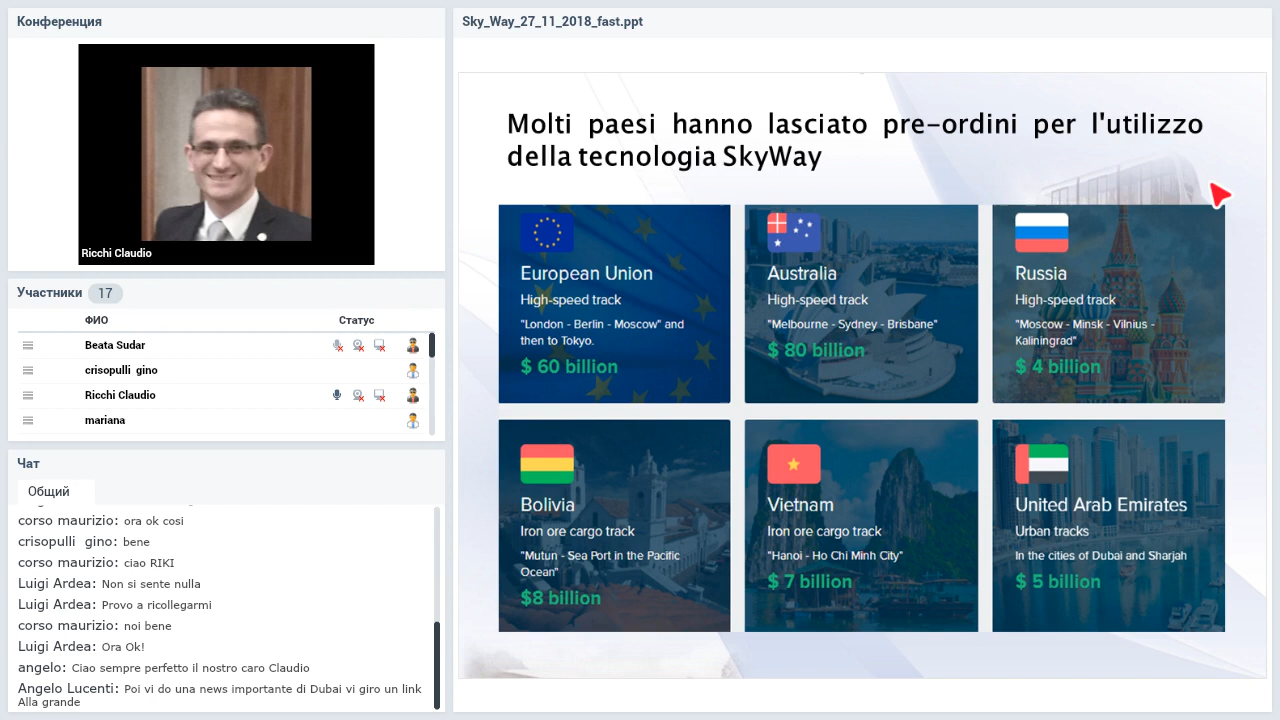 Конференция
Ricchi Claudio
Участники 17
ФИО Статус
Beata Sudar
crisopulli gino
Ricchi Claudio
mariana
Чат
Общий
corso maurizio: ora ok cosi
crisopulli gino: bene
corso maurizio: ciao RIKI
Luigi Ardea: Non si sente nulla
Luigi Ardea: Provo a ricollegarmi
corso maurizio: noi bene
Luigi Ardea: Ora Ok!
angelo: Ciao sempre perfetto il nostro caro Claudio
Angelo Lucenti: Poi vi do una news importante di Dubai vi giro un link
Alla grande
Sky_Way_27_11_2018_fast.ppt
Molti paesi hanno lasciato pre-ordini per l'utilizzo
della tecnologia SkyWay
European Union
High-speed track
"London - Berlin - Moscow" and
then to Tokyo.
$ 60 billion
Australia
High-speed track
"Melbourne - Sydney - Brisbane"
$ 80 billion
Russia
High-speed track
"Moscow - Minsk - Vilnius -
Kaliningrad"
$ 4 billion
Bolivia
Iron ore cargo track
"Mutun - Sea Port in the Pacific
Ocean"
$8 billion
Vietnam
Iron ore cargo track
"Hanoi - Ho Chi Minh City"
$ 7 billion
United Arab Emirates
Urban tracks
In the cities of Dubai and Sharjah
$ 5 billion